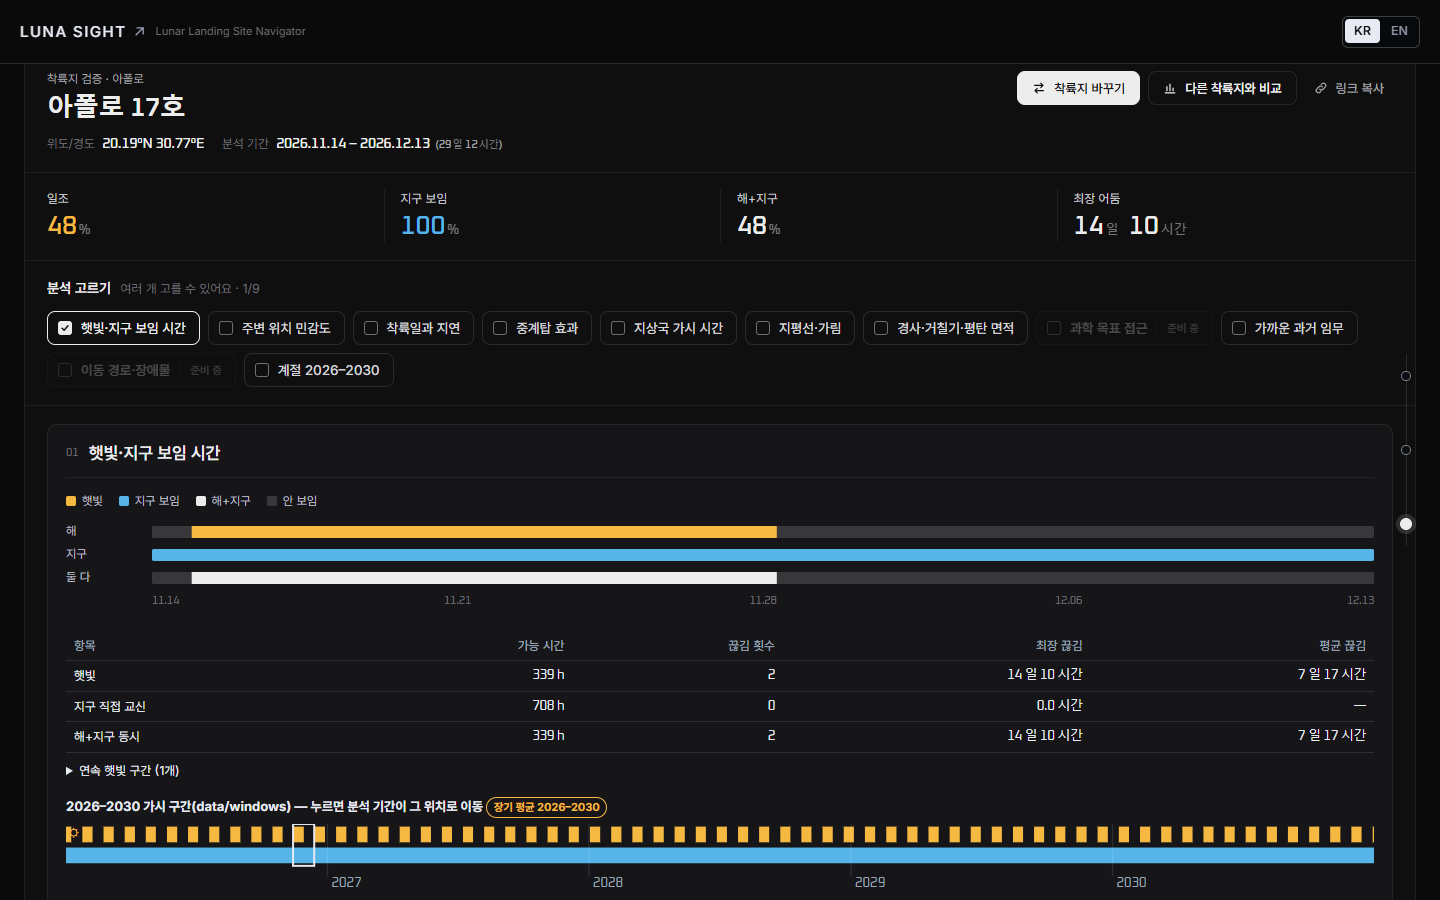 LUNA SIGHT Lunar Landing Site Navigator KR EN
착륙지 검증 · 아폴로
아폴로 17호
착륙지 바꾸기 다른 착륙지와 비교 링크 복사
위도/경도 20.19°N 30.77°E 분석 기간 2026.11.14 – 2026.12.13 (29일 12시간)
일조 지구 보임 해+지구 최장 어둠
48% 100% 48% 14일 10시간
분석 고르기 여러 개 고를 수 있어요 · 1/9
햇빛·지구 보임 시간 주변 위치 민감도 착륙일과 지연 중계탑 효과 지상국 가시 시간 지평선·가림 경사·거칠기·평탄 면적 과학 목표 접근 준비 중 가까운 과거 임무
이동 경로·장애물 준비 중 계절 2026–2030
01 햇빛·지구 보임 시간
햇빛 지구 보임 해+지구 안 보임
해
지구
둘 다
11.14 11.21 11.28 12.06 12.13
항목 가능 시간 끊김 횟수 최장 끊김 평균 끊김
햇빛 339 h 2 14 일 10 시간 7 일 17 시간
지구 직접 교신 708 h 0 0.0 시간 —
해+지구 동시 339 h 2 14 일 10 시간 7 일 17 시간
▶ 연속 햇빛 구간 (1개)
2026–2030 가시 구간(data/windows) — 누르면 분석 기간이 그 위치로 이동 장기 평균 2026–2030
2027 2028 2029 2030